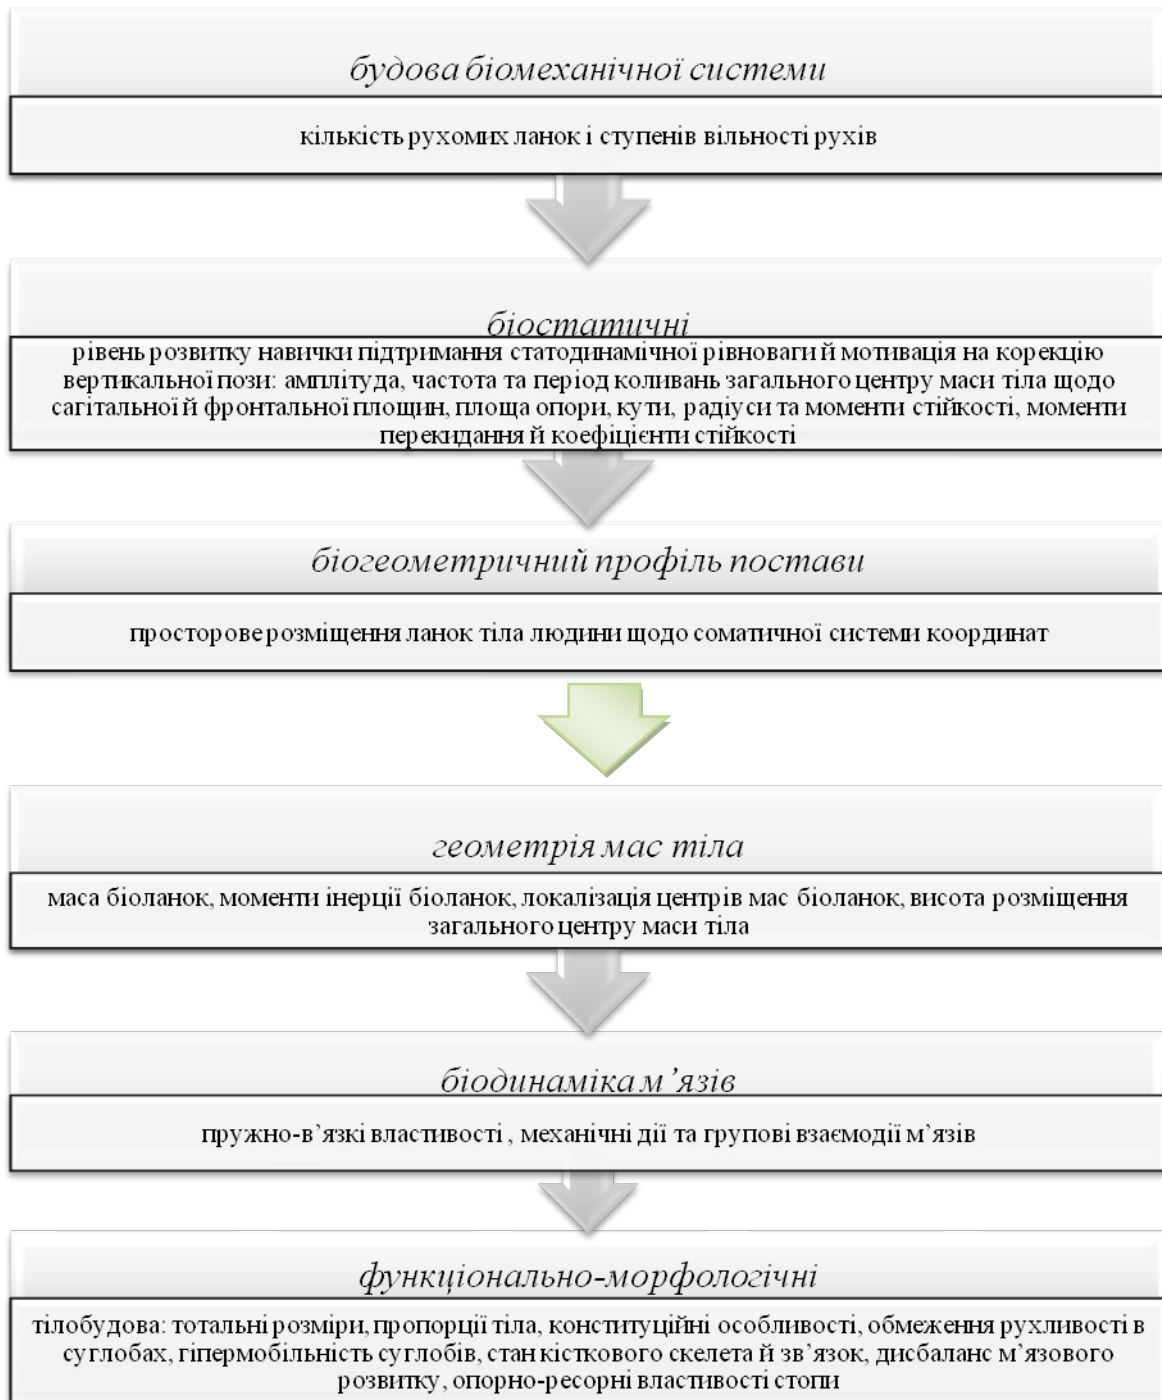 будова біомеханічної системи
кількість рухомих ланок і ступенів вільності рухів
біостатичні
рівень розвитку навички підтримання статодинамічної рівноваги й мотивація на корекцію
вертикальної пози: амплітуда, частота та період коливань загального центру маси тіла щодо
сагітальної й фронтальної площин, площа опори, кути, радіуси та моменти стійкості, моменти
перекидання й коефіцієнти стійкості
біогеометричний профіль постави
просторове розміщення ланок тіла людини щодо соматичної системи координат
геометрія мас тіла
маса біоланок, моменти інерції біоланок, локалізація центрів мас біоланок, висота розміщення
загального центру маси тіла
біодинаміка м’язів
пружно-в’язкі властивості , механічні дії та групові взаємодії м’язів
функціонально-морфологічні
тілобудова: тотальні розміри, пропорції тіла, конституційні особливості, обмеження рухливості в
суглобах, гіпермобільність суглобів, стан кісткового скелета й зв’язок, дисбаланс м’язового
розвитку, опорно-ресорні властивості стопи